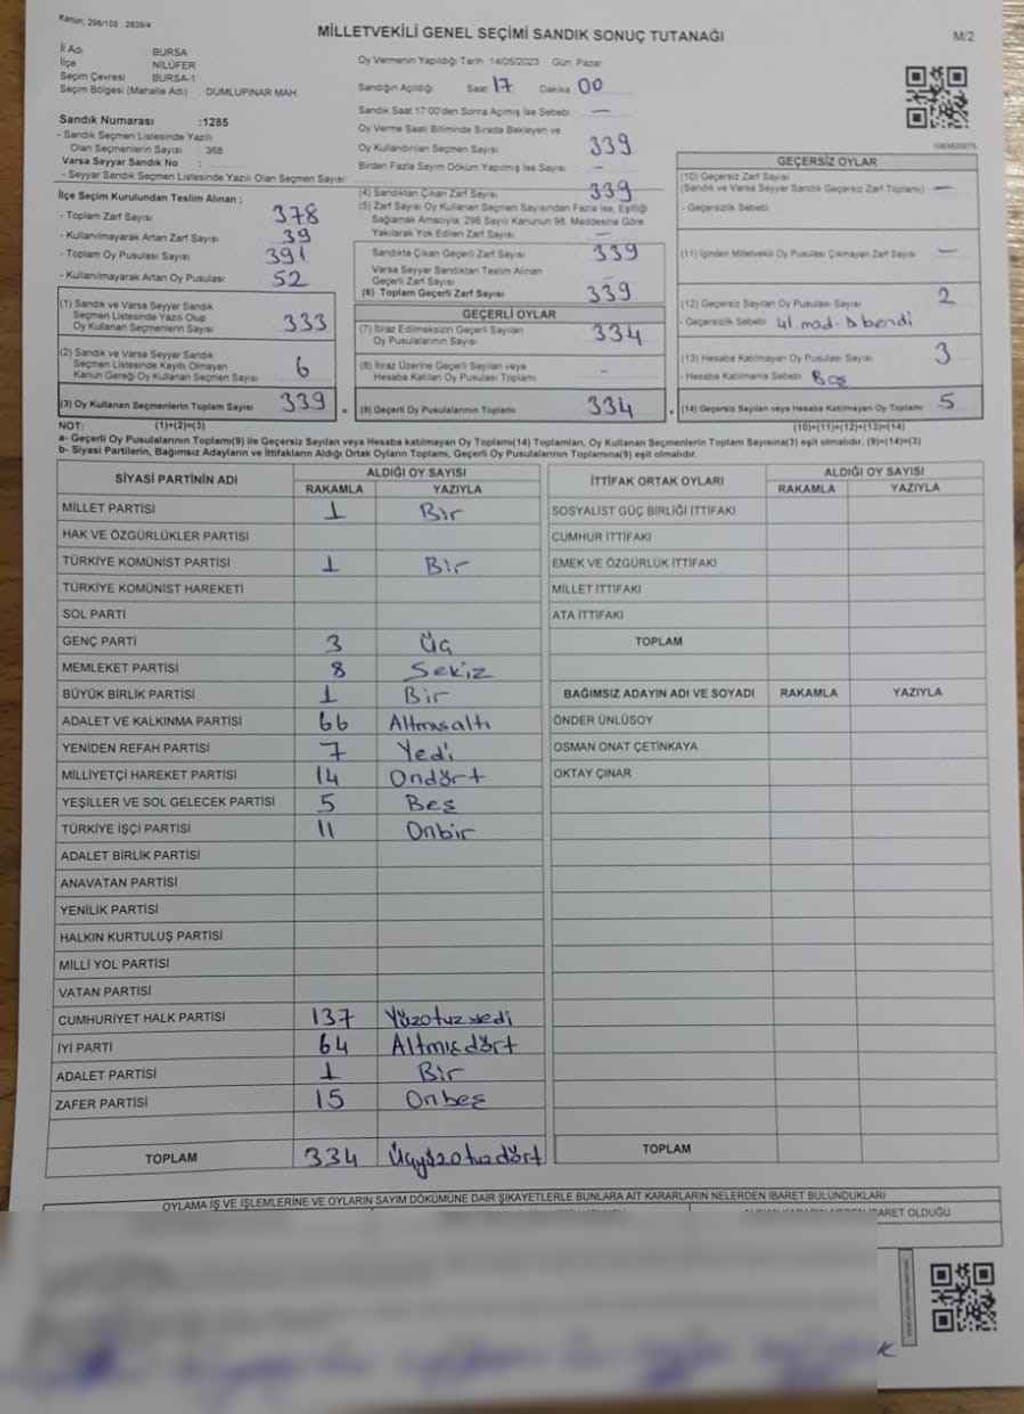 Kanun: 298/105 2839/4
MİLLETVEKİLİ GENEL SEÇİMİ SANDIK SONUÇ TUTANAĞI
M/2
İl Adı BURSA
İlçe NİLÜFER
Seçim Çevresi BURSA-1
Seçim Bölgesi (Mahalle Adı) : DUMLUPINAR MAH.
Sandık Numarası :1285
- Sandık Seçmen Listesinde Yazılı
Olan Seçmenlerin Sayısı : 368
Varsa Seyyar Sandık No :
- Seyyar Sandık Seçmen Listesinde Yazılı Olan Seçmen Sayısı
İlçe Seçim Kurulundan Teslim Alınan :
- Toplam Zarf Sayısı 378
- Kullanılmayarak Artan Zarf Sayısı 39
- Toplam Oy Pusulası Sayısı 391
- Kullanılmayarak Artan Oy Pusulası 52
(1) Sandık ve Varsa Seyyar Sandık
Seçmen Listesinde Yazılı Olup
Oy Kullanan Seçmenlerin Sayısı 333
(2) Sandık ve Varsa Seyyar Sandık
Seçmen Listesinde Kayıtlı Olmayan
Kanun Gereği Oy Kullanan Seçmen Sayısı 6
(3) Oy Kullanan Seçmenlerin Toplam Sayısı 339
Oy Vermenin Yapıldığı Tarih 14/05/2023 Gün Pazar
Sandığın Açıldığı Saat 17 Dakika 00
Sandık Saat 17:00'den Sonra Açılmış İse Sebebi —
Oy Verme Saati Bitiminde Sırada Bekleyen ve
Oy Kullandırılan Seçmen Sayısı 339
Birden Fazla Sayım Döküm Yapılmış İse Sayısı —
(4) Sandıktan Çıkan Zarf Sayısı 339
(5) Zarf Sayısı Oy Kullanan Seçmen Sayısından Fazla İse, Eşitliği
Sağlamak Amacıyla, 298 Sayılı Kanunun 98. Maddesine Göre
Yakılarak Yok Edilen Zarf Sayısı —
Sandıkta Çıkan Geçerli Zarf Sayısı 339
Varsa Seyyar Sandıktan Teslim Alınan
Geçerli Zarf Sayısı -
(6) Toplam Geçerli Zarf Sayısı 339
GEÇERLİ OYLAR
(7) İtiraz Edilmeksizin Geçerli Sayılan
Oy Pusulalarının Sayısı 334
(8) İtiraz Üzerine Geçerli Sayılan veya
Hesaba Katılan Oy Pusulası Toplamı -
(9) Geçerli Oy Pusulalarının Toplamı 334
GEÇERSİZ OYLAR
(10) Geçersiz Zarf Sayısı
(Sandık ve Varsa Seyyar Sandık Geçersiz Zarf Toplamı) —
- Geçersizlik Sebebi
(11) İçinden Milletvekili Oy Pusulası Çıkmayan Zarf Sayısı —
(12) Geçersiz Sayılan Oy Pusulası Sayısı 2
- Geçersizlik Sebebi 41. mad. b bendi
(13) Hesaba Katılmayan Oy Pusulası Sayısı 3
- Hesaba Katılmama Sebebi Boş
(14) Geçersiz Sayılan veya Hesaba Katılmayan Oy Toplamı 5
NOT: (1)+(2)=(3)
(10)+(11)+(12)+(13)=(14)
a- Geçerli Oy Pusulalarının Toplamı(9) ile Geçersiz Sayılan veya Hesaba katılmayan Oy Toplamı(14) Toplamları, Oy Kullanan Seçmenlerin Toplam Sayısına(3) eşit olmalıdır. (9)+(14)=(3)
b- Siyasi Partilerin, Bağımsız Adayların ve İttifakların Aldığı Ortak Oyların Toplamı, Geçerli Oy Pusulalarının Toplamına(9) eşit olmalıdır.
SİYASİ PARTİNİN ADI ALDIĞI OY SAYISI
RAKAMLA YAZIYLA
MİLLET PARTİSİ 1 Bir
HAK VE ÖZGÜRLÜKLER PARTİSİ
TÜRKİYE KOMÜNİST PARTİSİ 1 Bir
TÜRKİYE KOMÜNİST HAREKETİ
SOL PARTİ
GENÇ PARTİ 3 Üç
MEMLEKET PARTİSİ 8 Sekiz
BÜYÜK BİRLİK PARTİSİ 1 Bir
ADALET VE KALKINMA PARTİSİ 66 Altmışaltı
YENİDEN REFAH PARTİSİ 7 Yedi
MİLLİYETÇİ HAREKET PARTİSİ 14 Ondört
YEŞİLLER VE SOL GELECEK PARTİSİ 5 Beş
TÜRKİYE İŞÇİ PARTİSİ 11 Onbir
ADALET BİRLİK PARTİSİ
ANAVATAN PARTİSİ
YENİLİK PARTİSİ
HALKIN KURTULUŞ PARTİSİ
MİLLİ YOL PARTİSİ
VATAN PARTİSİ
CUMHURİYET HALK PARTİSİ 137 Yüzotuzyedi
İYİ PARTİ 64 Altmışdört
ADALET PARTİSİ 1 Bir
ZAFER PARTİSİ 15 Onbeş
TOPLAM 334 Üçyüzotuzdört
İTTİFAK ORTAK OYLARI ALDIĞI OY SAYISI
RAKAMLA YAZIYLA
SOSYALİST GÜÇ BİRLİĞİ İTTİFAKI
CUMHUR İTTİFAKI
EMEK VE ÖZGÜRLÜK İTTİFAKI
MİLLET İTTİFAKI
ATA İTTİFAKI
TOPLAM
BAĞIMSIZ ADAYIN ADI VE SOYADI RAKAMLA YAZIYLA
ÖNDER ÜNLÜSOY
OSMAN ONAT ÇETİNKAYA
OKTAY ÇINAR
TOPLAM
OYLAMA İŞ VE İŞLEMLERİNE VE OYLARIN SAYIM DÖKÜMÜNE DAİR ŞİKAYETLERLE BUNLARA AİT KARARLARIN NELERDEN İBARET BULUNDUKLARI
OLDUĞU